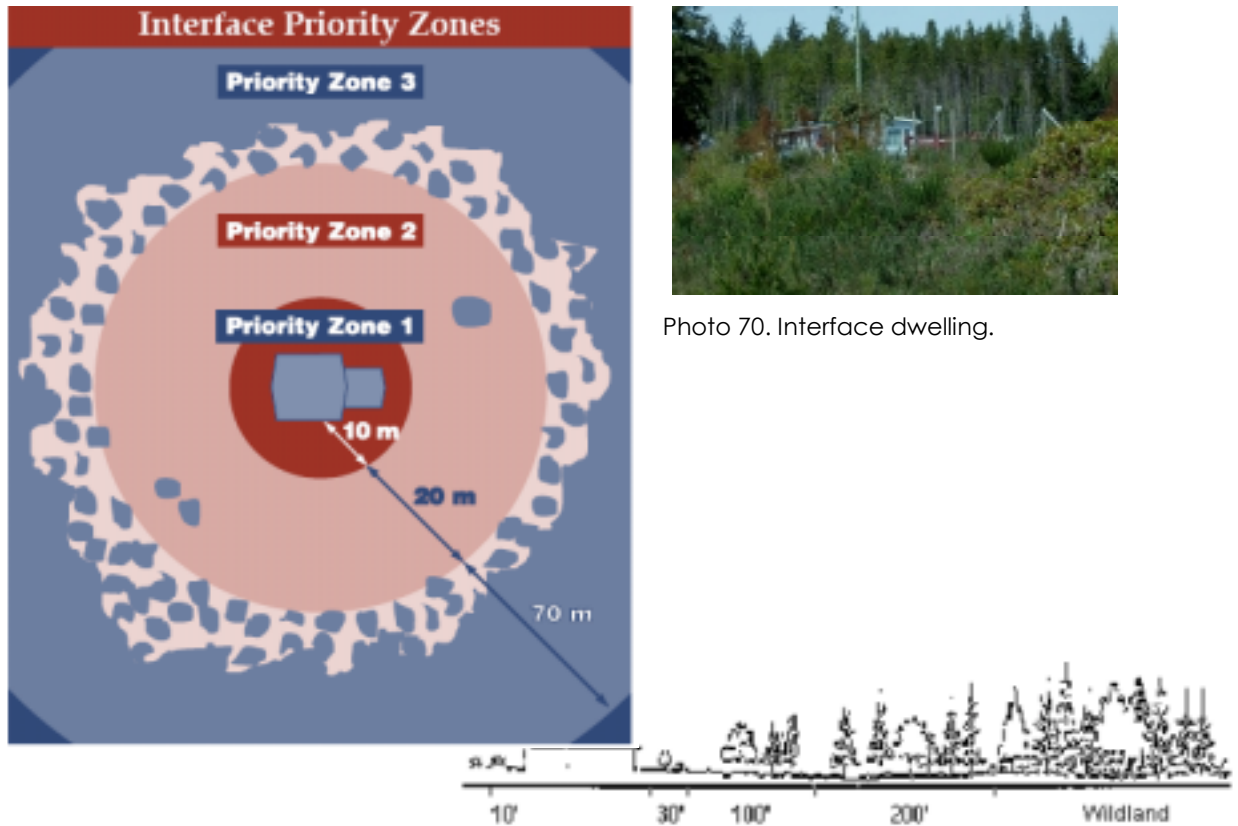 Interface Priority Zones
Priority Zone 3
Priority Zone 2
Priority Zone 1
10 m
20 m
70 m
Photo 70. Interface dwelling.
10' 30' 100' 200' Wildland